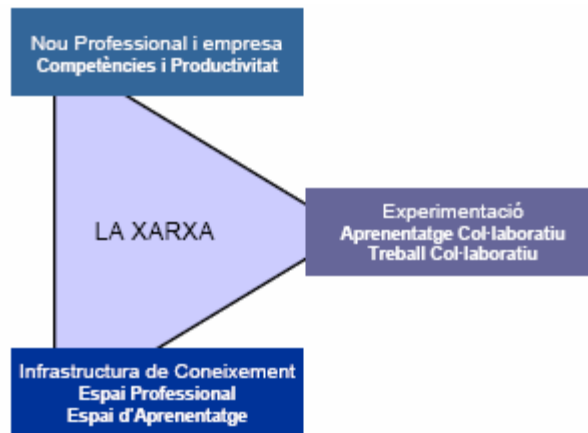 Nou Professional i empresa
Competències i Productivitat
LA XARXA
Experimentació
Aprenentatge Col·laboratiu
Treball Col·laboratiu
Infrastructura de Coneixement
Espai Professional
Espai d'Aprenentatge